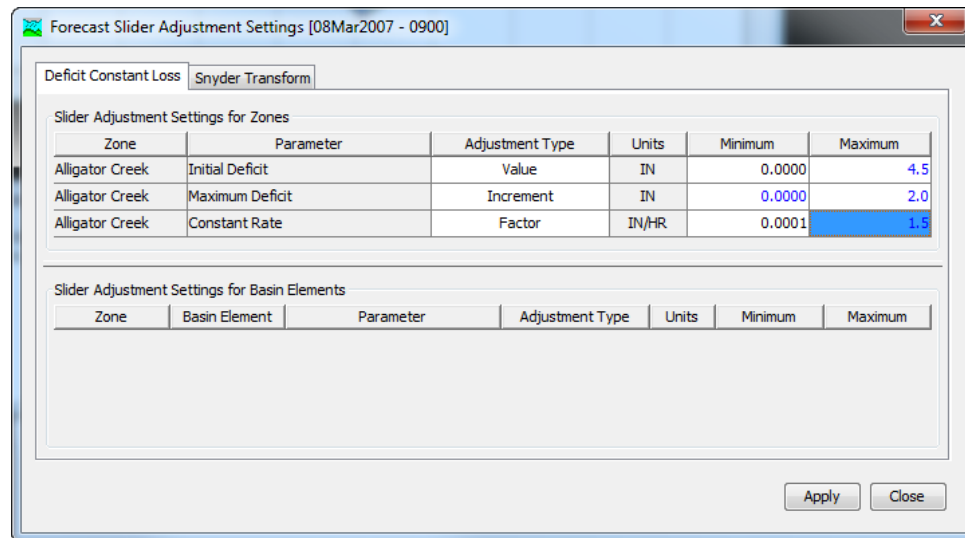 Forecast Slider Adjustment Settings [08Mar2007 - 0900]
x
Deficit Constant Loss Snyder Transform
Slider Adjustment Settings for Zones
Zone Parameter Adjustment Type Units Minimum Maximum
Alligator Creek Initial Deficit Value IN 0.0000 4.5
Alligator Creek Maximum Deficit Increment IN 0.0000 2.0
Alligator Creek Constant Rate Factor IN/HR 0.0001 1.5
Slider Adjustment Settings for Basin Elements
Zone Basin Element Parameter Adjustment Type Units Minimum Maximum
Apply Close